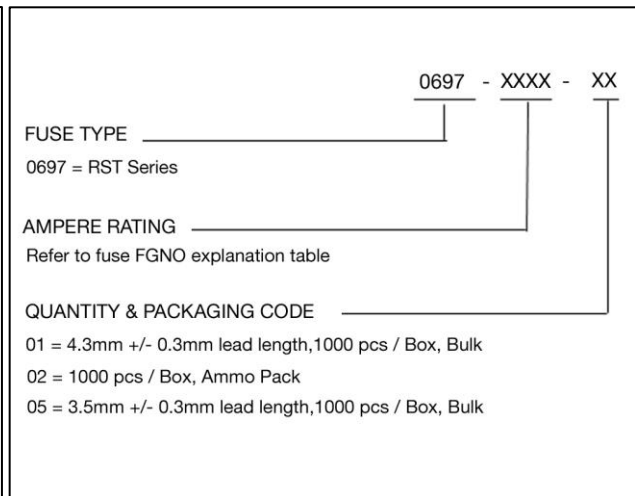 0697 - XXXX - XX
FUSE TYPE
0697 = RST Series
AMPERE RATING
Refer to fuse FGNO explanation table
QUANTITY & PACKAGING CODE
01 = 4.3mm +/- 0.3mm lead length,1000 pcs / Box, Bulk
02 = 1000 pcs / Box, Ammo Pack
05 = 3.5mm +/- 0.3mm lead length,1000 pcs / Box, Bulk